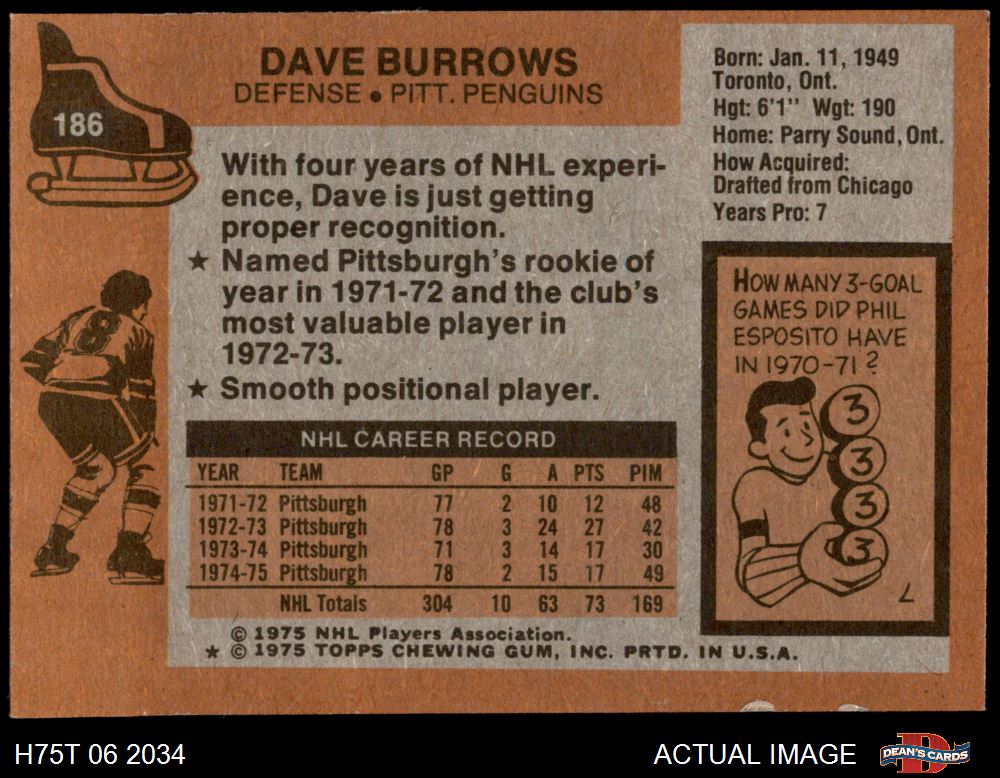 186
DAVE BURROWS
DEFENSE • PITT. PENGUINS
Born: Jan. 11, 1949
Toronto, Ont.
Hgt: 6'1'' Wgt: 190
Home: Parry Sound, Ont.
How Acquired:
Drafted from Chicago
Years Pro: 7
With four years of NHL experi-
ence, Dave is just getting
proper recognition.
★ Named Pittsburgh's rookie of
year in 1971-72 and the club's
most valuable player in
1972-73.
★ Smooth positional player.
8
NHL CAREER RECORD
YEAR TEAM GP G A PTS PIM
1971-72 Pittsburgh 77 2 10 12 48
1972-73 Pittsburgh 78 3 24 27 42
1973-74 Pittsburgh 71 3 14 17 30
1974-75 Pittsburgh 78 2 15 17 49
NHL Totals 304 10 63 73 169
HOW MANY 3-GOAL
GAMES DID PHIL
ESPOSITO HAVE
IN 1970-71?
3
3
3
3
L
© 1975 NHL Players Association.
★ © 1975 TOPPS CHEWING GUM, INC. PRTD. IN U.S.A.
H75T 06 2034
ACTUAL IMAGE
D
DEAN'S CARDS